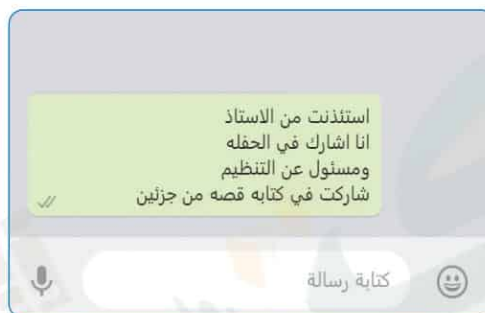 استئذنت من الاستاذ
انا اشارك في الحفله
ومسئول عن التنظيم
شاركت في كتابه قصه من جزئين
كتابة رسالة